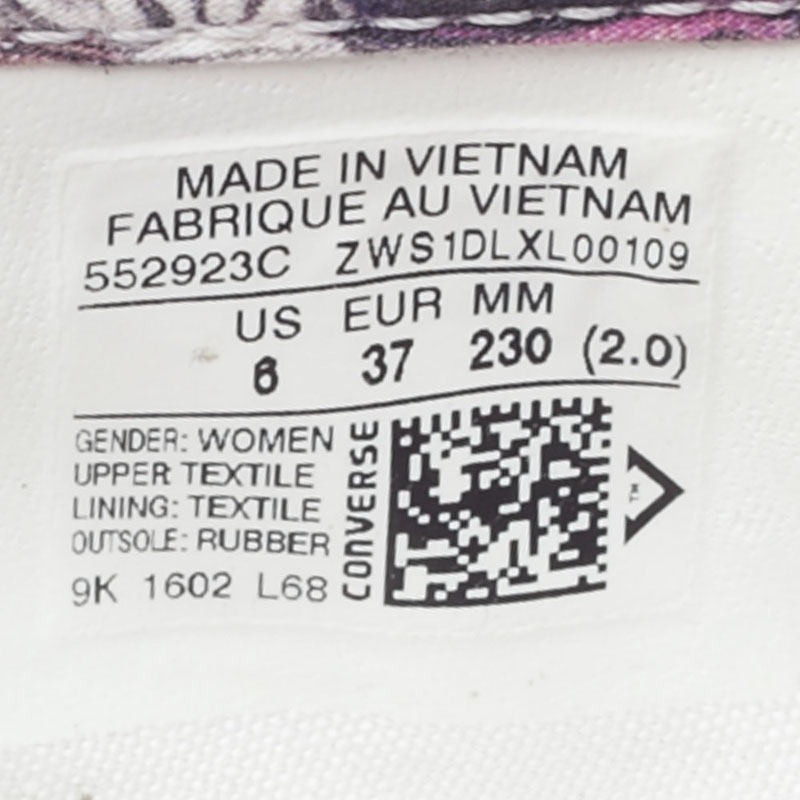 MADE IN VIETNAM
FABRIQUE AU VIETNAM
552923C ZWS1DLXL00109
US EUR MM
6 37 230 (2.0)
GENDER: WOMEN
UPPER TEXTILE
LINING: TEXTILE
OUTSOLE: RUBBER
9K 1602 L68
CONVERSE
TM